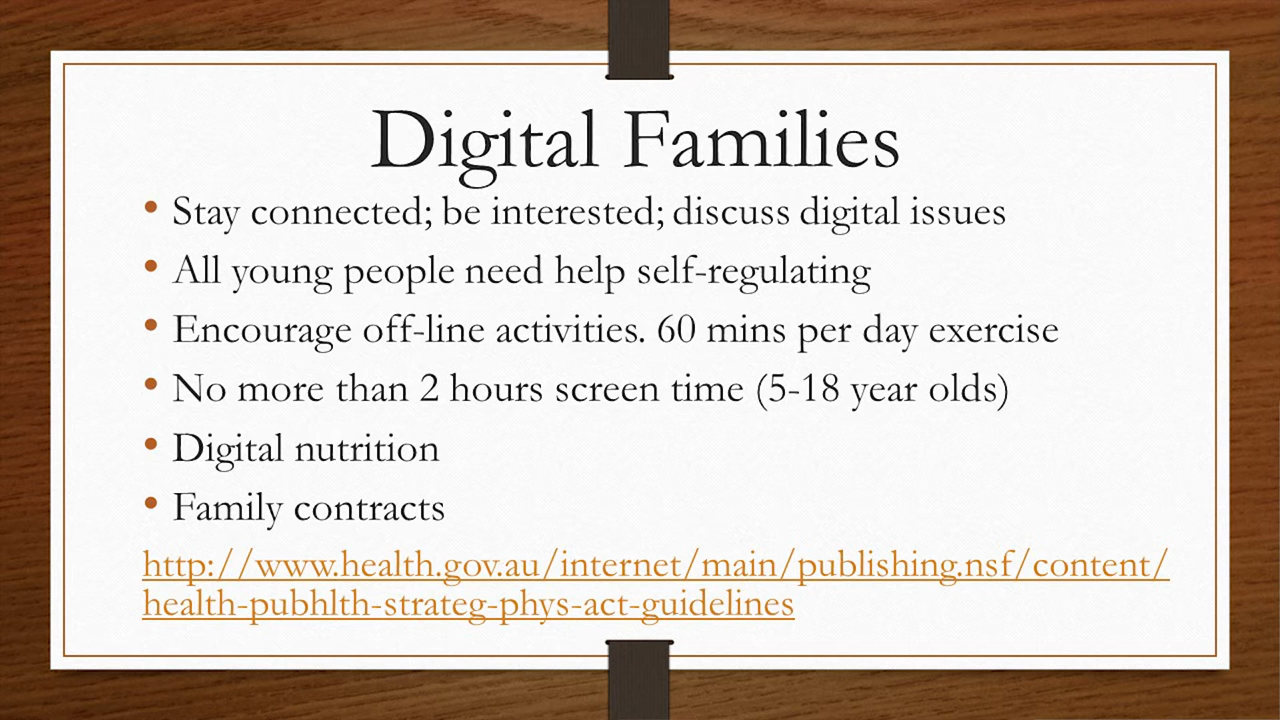 Digital Families
• Stay connected; be interested; discuss digital issues
• All young people need help self-regulating
• Encourage off-line activities. 60 mins per day exercise
• No more than 2 hours screen time (5-18 year olds)
• Digital nutrition
• Family contracts
http://www.health.gov.au/internet/main/publishing.nsf/content/
health-pubhlth-strateg-phys-act-guidelines